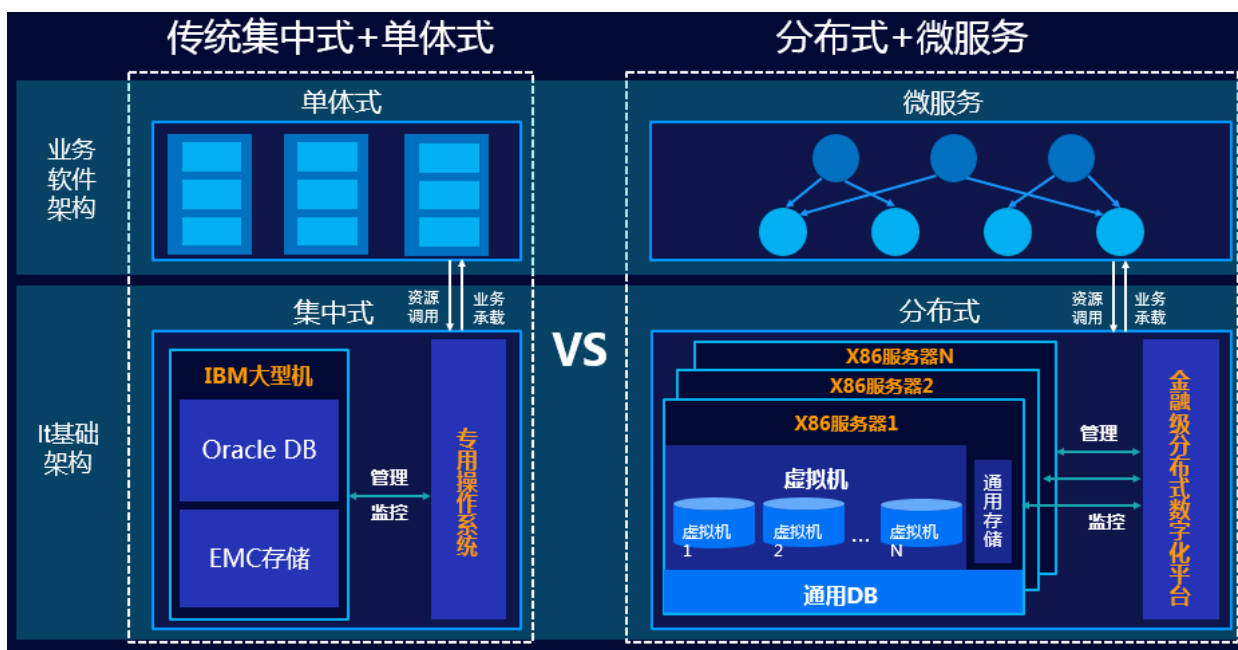 传统集中式+单体式
分布式+微服务
业务
软件
架构
单体式
微服务
资源
调用
业务
承载
资源
调用
业务
承载
It基础
架构
集中式
IBM大型机
Oracle DB
EMC存储
管理
监控
专用操作系统
VS
分布式
X86服务器N
X86服务器2
X86服务器1
虚拟机
虚拟机
1
虚拟机
2
...
虚拟机
N
通用存储
通用DB
管理
监控
金融级分布式数字化平台